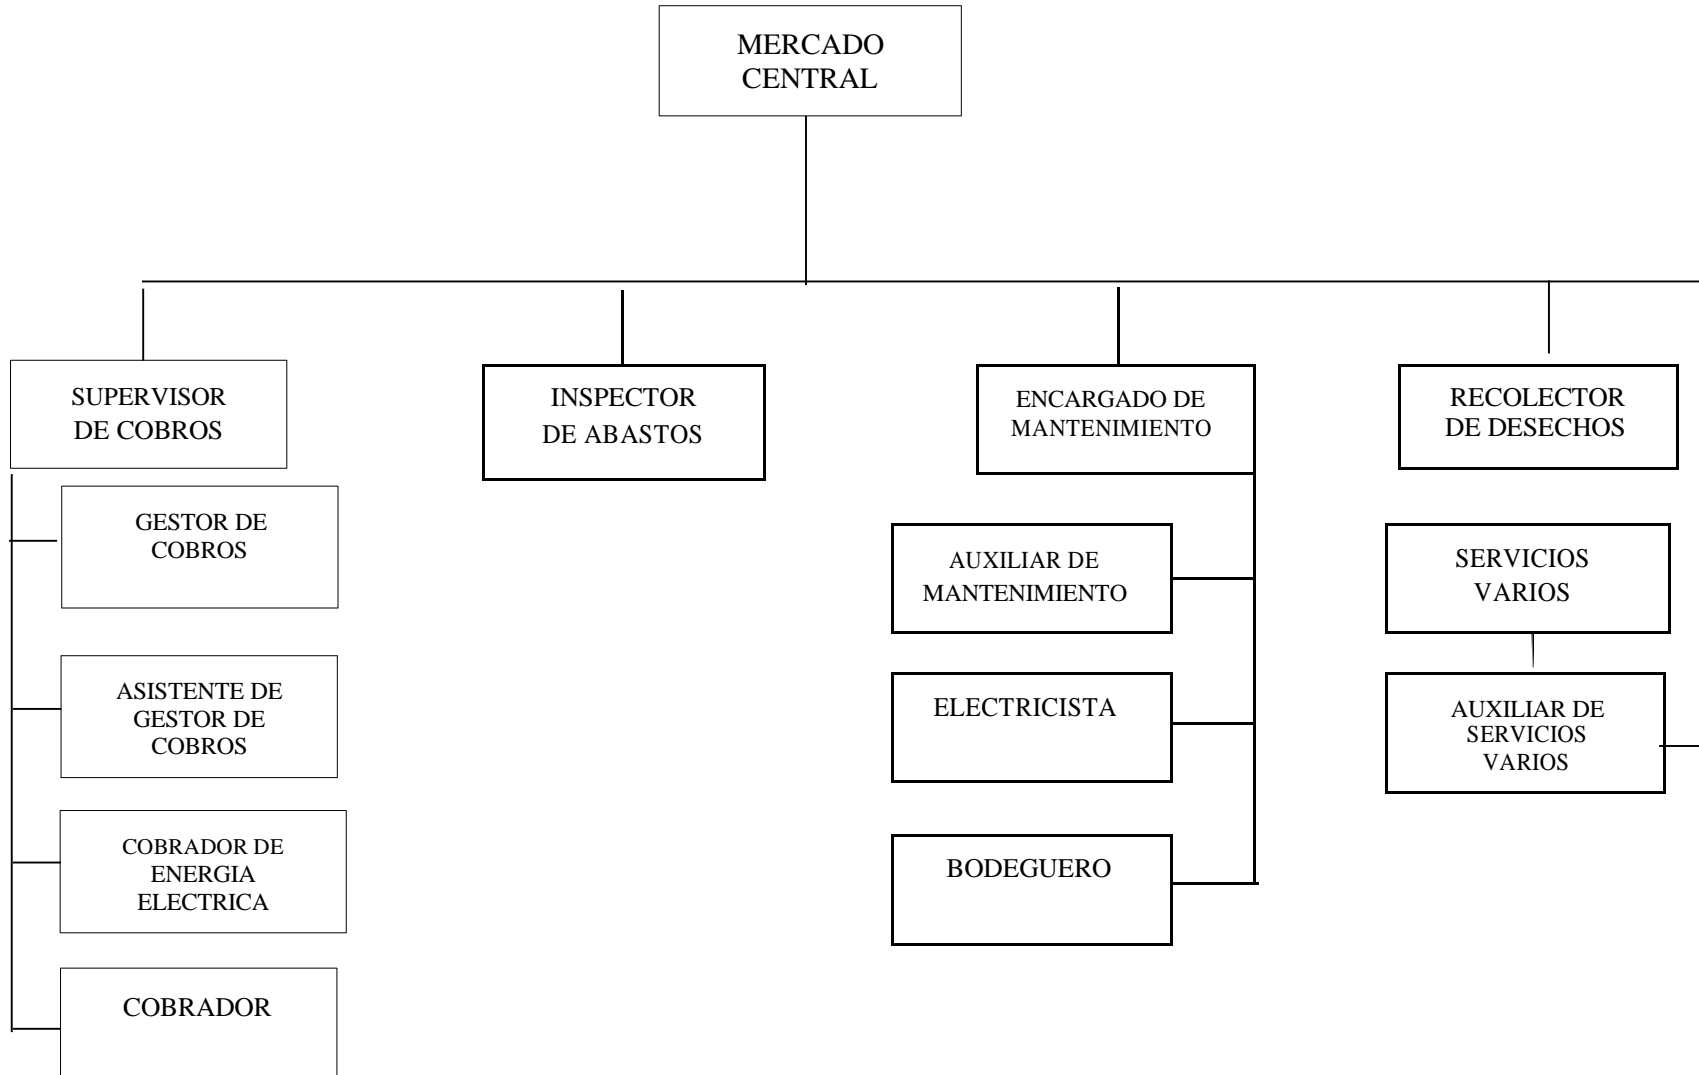 MERCADO
CENTRAL
SUPERVISOR
DE COBROS
INSPECTOR
DE ABASTOS
ENCARGADO DE
MANTENIMIENTO
RECOLECTOR
DE DESECHOS
GESTOR DE
COBROS
ASISTENTE DE
GESTOR DE
COBROS
COBRADOR DE
ENERGIA
ELECTRICA
COBRADOR
AUXILIAR DE
MANTENIMIENTO
ELECTRICISTA
BODEGUERO
SERVICIOS
VARIOS
AUXILIAR DE
SERVICIOS
VARIOS